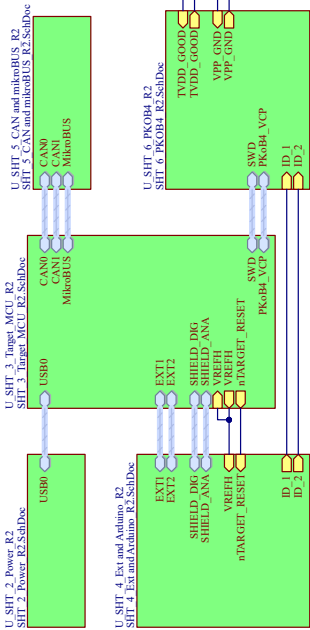 U_SHT_5_CAN and mikroBUS_R2
SHT_5_CAN and mikroBUS_R2.SchDoc
CAN0
CAN1
MikroBUS
U_SHT_6_PKOB4_R2
SHT_6_PKOB4_R2.SchDoc
TVDD_GOOD
TVDD_GOOD
VPP_GND
VPP_GND
SWD
PKoB4_VCP
ID_1
ID_2
U_SHT_3_Target_MCU_R2
SHT_3_Target_MCU_R2.SchDoc
CAN0
CAN1
MikroBUS
SWD
PKoB4_VCP
USB0
EXT1
EXT2
SHIELD_DIG
SHIELD_ANA
VREFH
VREFH
nTARGET_RESET
U_SHT_2_Power_R2
SHT_2_Power_R2.SchDoc
USB0
U_SHT_4_Ext and Arduino_R2
SHT_4_Ext and Arduino_R2.SchDoc
EXT1
EXT2
SHIELD_DIG
SHIELD_ANA
VREFH
nTARGET_RESET
ID_1
ID_2